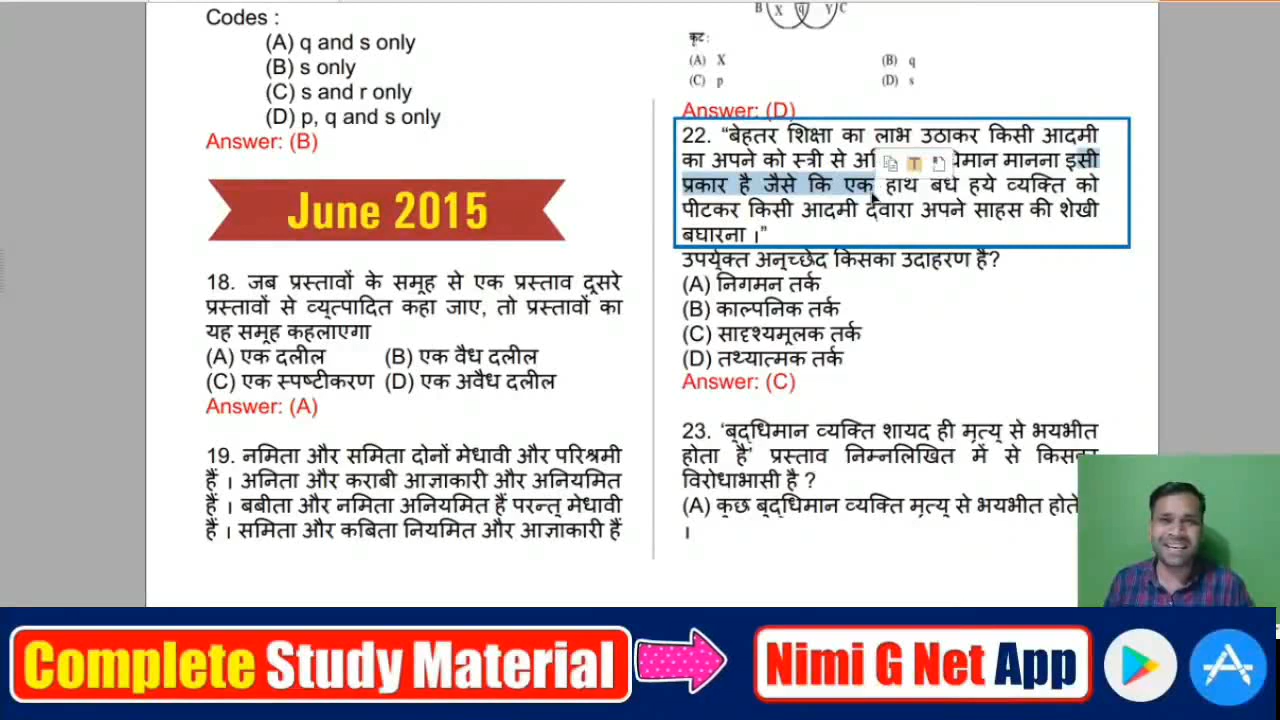 Codes :
(A) q and s only
(B) s only
(C) s and r only
(D) p, q and s only
Answer: (B)
June 2015
18. जब प्रस्तावों के समूह से एक प्रस्ताव दूसरे
प्रस्तावों से व्युत्पादित कहा जाए, तो प्रस्तावों का
यह समूह कहलाएगा
(A) एक दलील (B) एक वैध दलील
(C) एक स्पष्टीकरण (D) एक अवैध दलील
Answer: (A)
19. नमिता और समिता दोनों मेधावी और परिश्रमी
हैं । अनिता और कराबी आज्ञाकारी और अनियमित
हैं । बबीता और नमिता अनियमित हैं परन्तु मेधावी
हैं । समिता और कबिता नियमित और आज्ञाकारी हैं
B X q Y C
कूट:
(A) X (B) q
(C) p (D) s
Answer: (D)
22. “बेहतर शिक्षा का लाभ उठाकर किसी आदमी
का अपने को स्त्री से मानना इसी
प्रकार है जैसे कि एक हाथ बंधे हुये व्यक्ति को
पीटकर किसी आदमी द्वारा अपने साहस की शेखी
बघारना ।”
उपर्युक्त अनुच्छेद किसका उदाहरण है?
(A) निगमन तर्क
(B) काल्पनिक तर्क
(C) सादृश्यमूलक तर्क
(D) तथ्यात्मक तर्क
Answer: (C)
23. ‘बुद्धिमान व्यक्ति शायद ही मृत्यु से भयभीत
होता है’ प्रस्ताव निम्नलिखित में से किसका
विरोधाभासी है ?
(A) कुछ बुद्धिमान व्यक्ति मृत्यु से भयभीत होते
।
Complete Study Material
Nimi G Net App